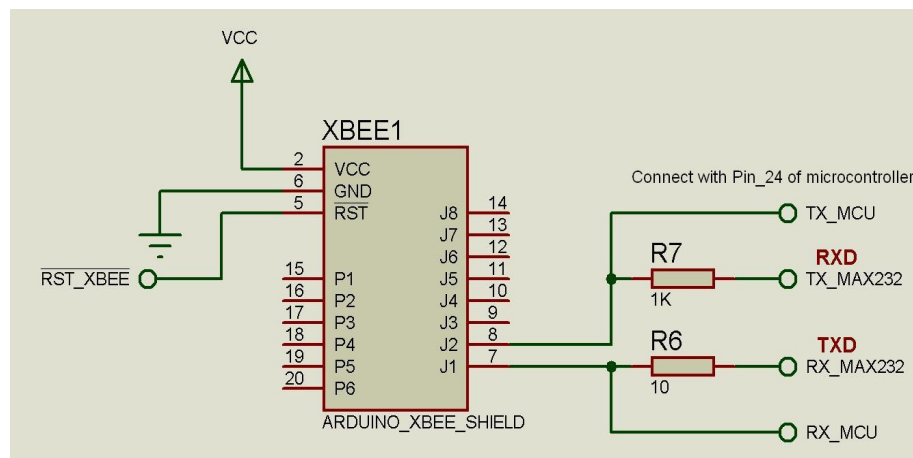 VCC
XBEE1
2 VCC
6 GND
5 RST
RST_XBEE
15 P1
16 P2
17 P3
18 P4
19 P5
20 P6
J8 14
J7 13
J6 12
J5 11
J4 10
J3 9
J2 8
J1 7
ARDUINO_XBEE_SHIELD
Connect with Pin_24 of microcontroller
TX_MCU
R7
1K
RXD
TX_MAX232
R6
10
TXD
RX_MAX232
RX_MCU